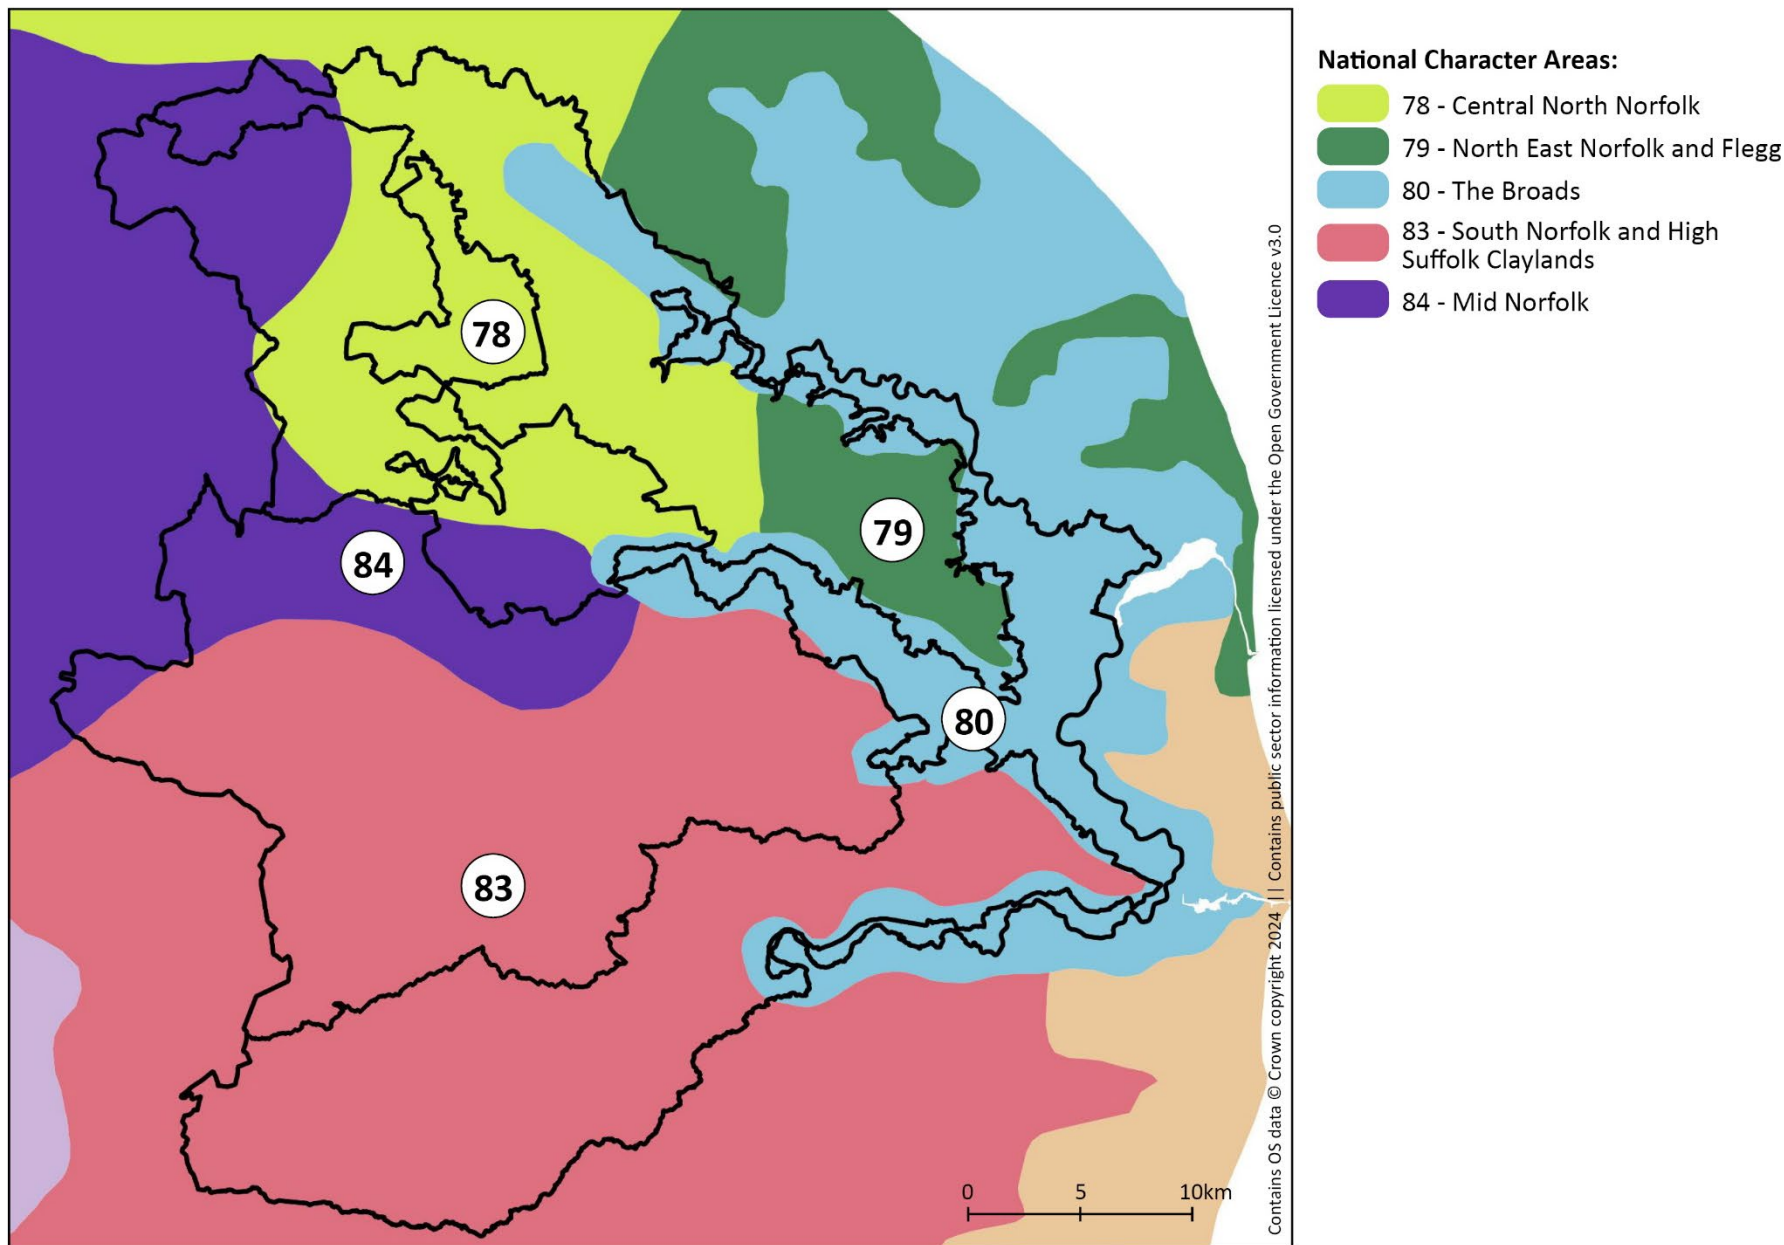 National Character Areas:
78 - Central North Norfolk
79 - North East Norfolk and Flegg
80 - The Broads
83 - South Norfolk and High
Suffolk Claylands
84 - Mid Norfolk
78
79
84
80
83
0 5 10km
Contains OS data © Crown copyright 2024 || Contains public sector information licensed under the Open Government Licence v3.0